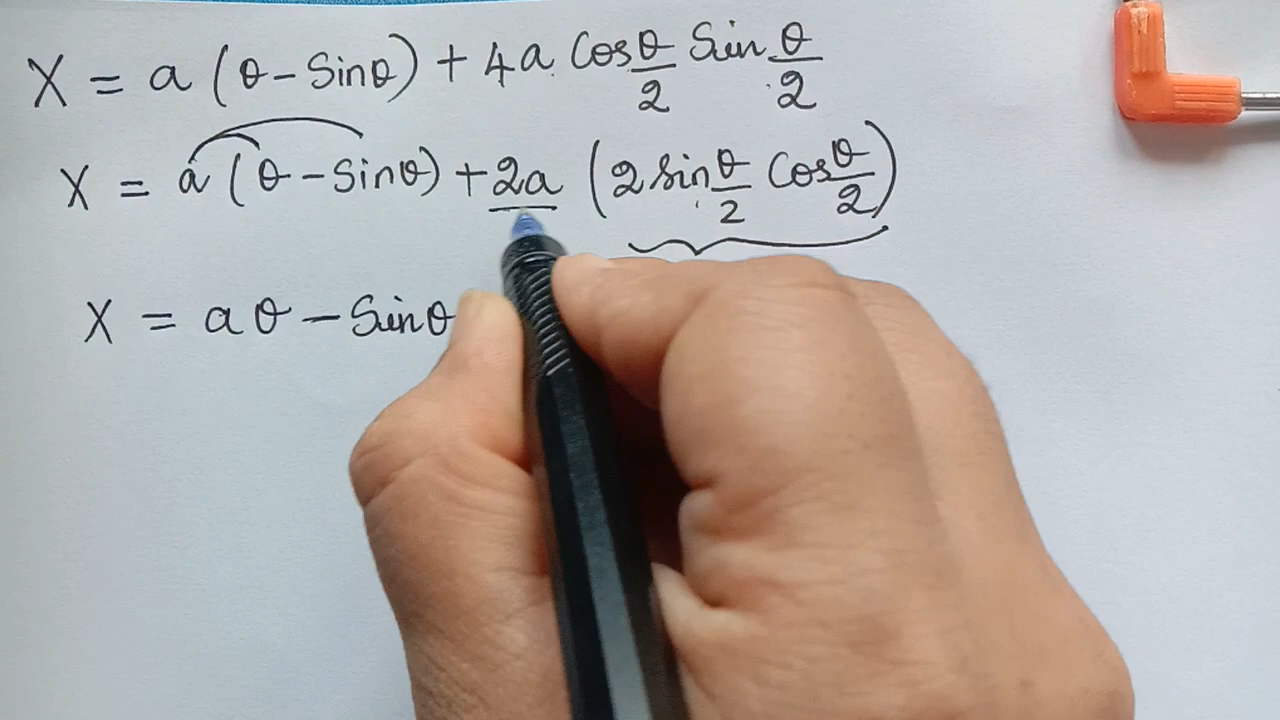 X = a (θ - Sinθ) + 4a Cos θ/2 Sin θ/2
X = a (θ - Sinθ) + 2a (2 sin θ/2 Cos θ/2)
X = aθ - Sinθ